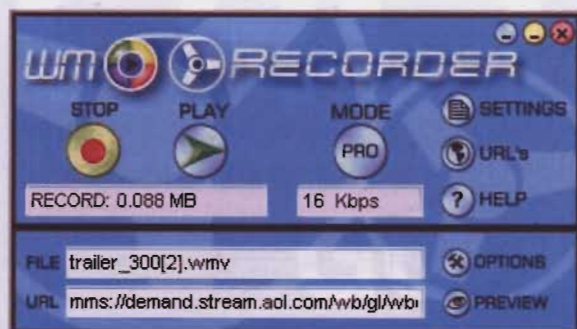 WM RECORDER
STOP PLAY MODE SETTINGS
PRO URL's
RECORD: 0.088 MB 16 Kbps ? HELP
FILE trailer_300[2].wmv OPTIONS
URL mms://demand.stream.aol.com/wb/gl/wb PREVIEW